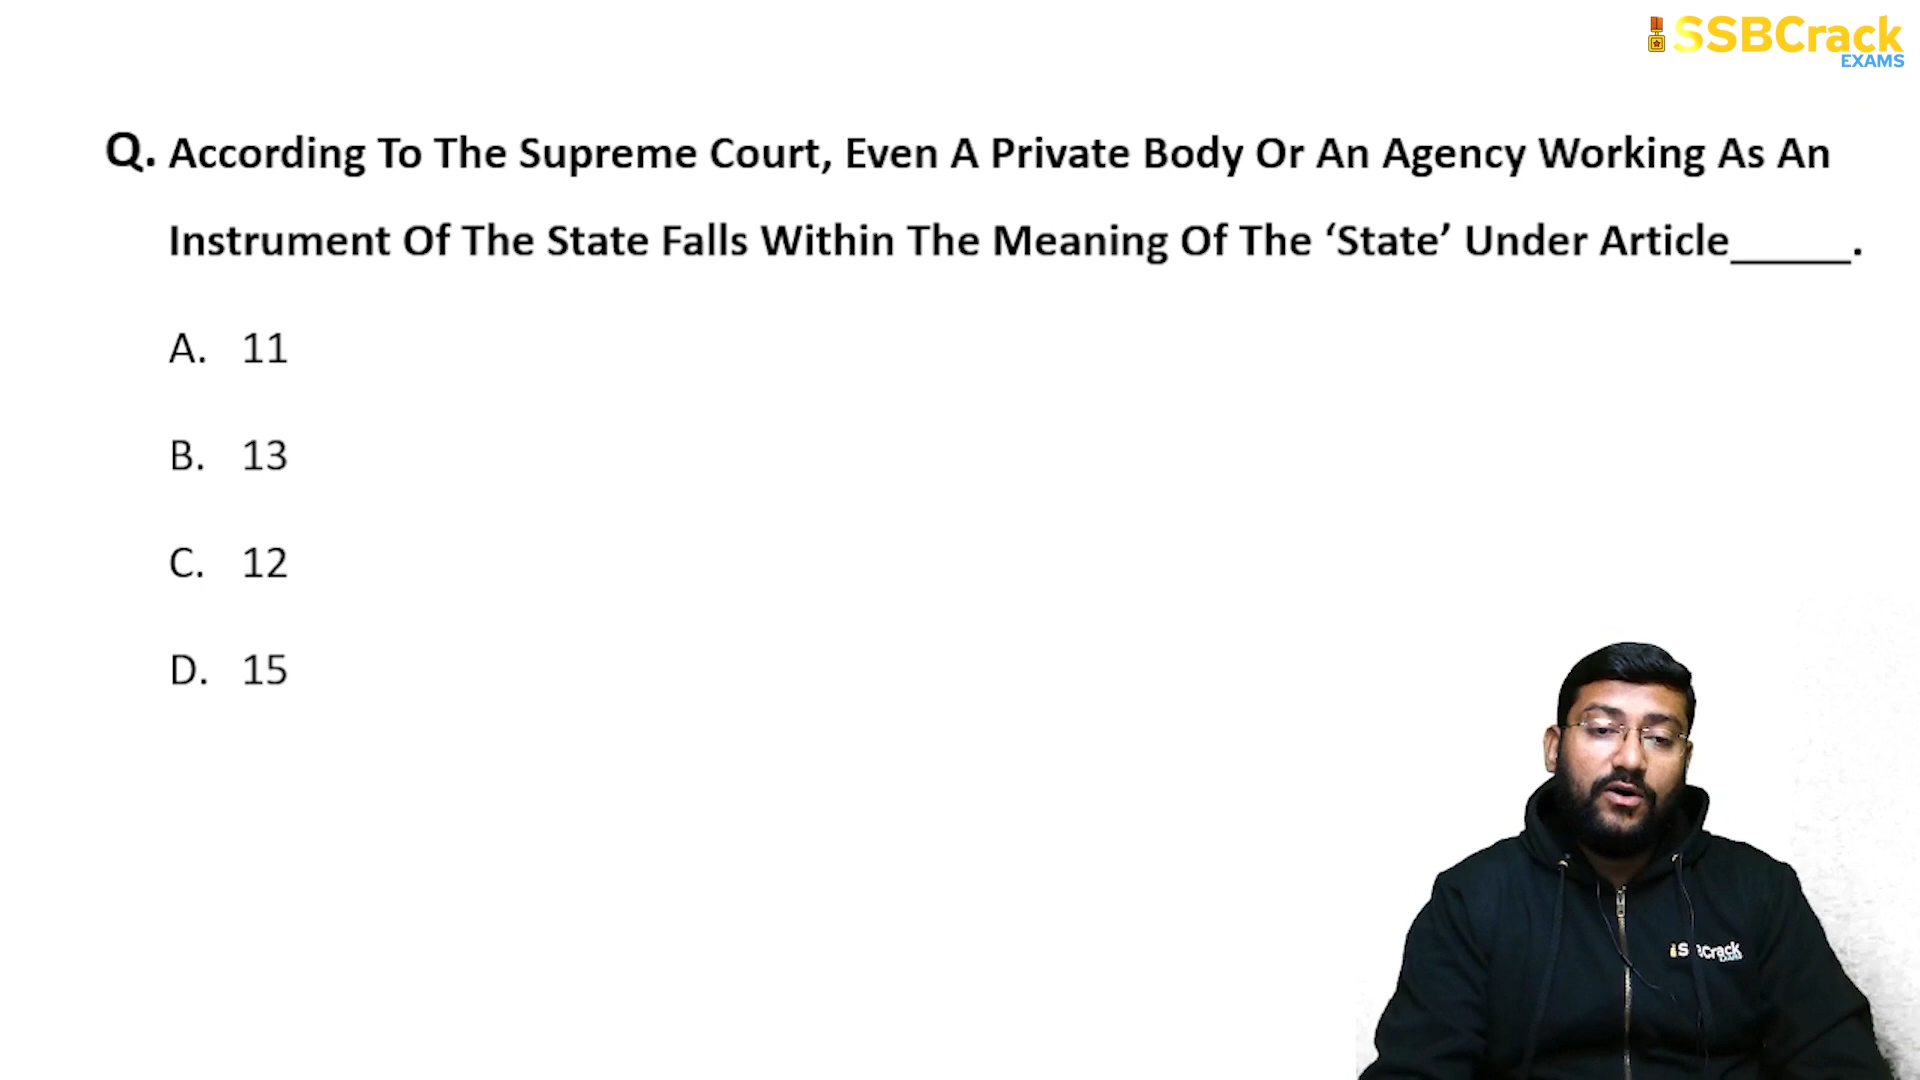 SSBCrack
EXAMS
Q. According To The Supreme Court, Even A Private Body Or An Agency Working As An
Instrument Of The State Falls Within The Meaning Of The ‘State’ Under Article_____.
A. 11
B. 13
C. 12
D. 15